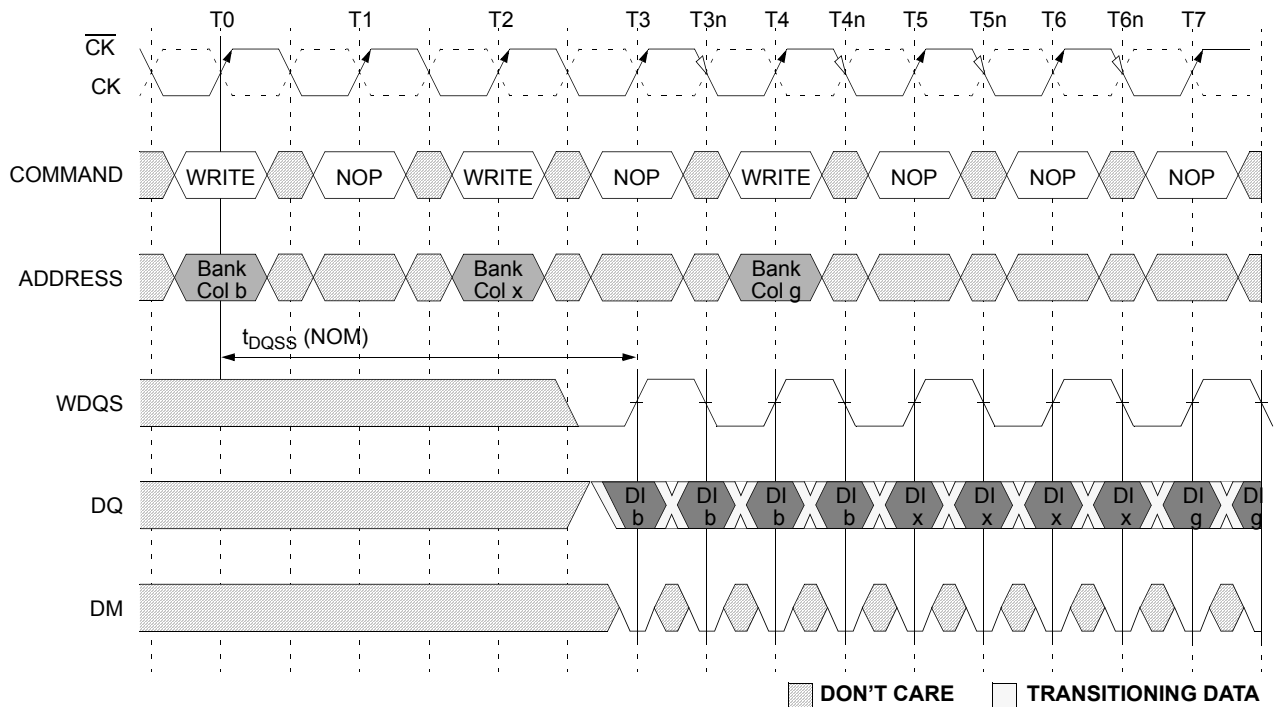 T0 T1 T2 T3 T3n T4 T4n T5 T5n T6 T6n T7
C̅K̅
CK
COMMAND WRITE NOP WRITE NOP WRITE NOP NOP NOP
ADDRESS
Bank
Col b
Bank
Col x
Bank
Col g
tDQSS (NOM)
WDQS
DQ
DI
b
DI
b
DI
b
DI
b
DI
x
DI
x
DI
x
DI
x
DI
g
DI
g
DM
DON'T CARE TRANSITIONING DATA